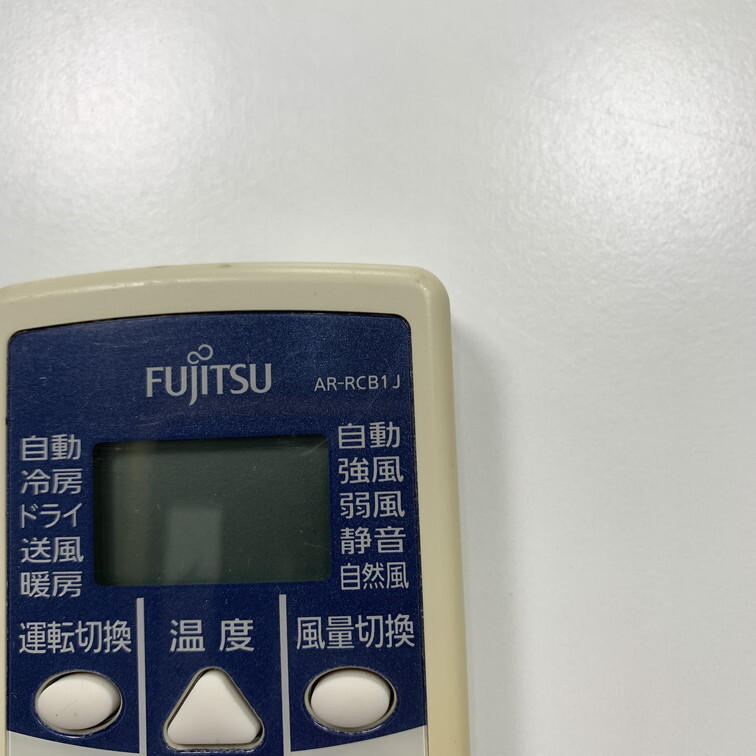 FUJITSU AR-RCB1J
自動
冷房
ドライ
送風
暖房
自動
強風
弱風
静音
自然風
運転切換 温度 風量切換